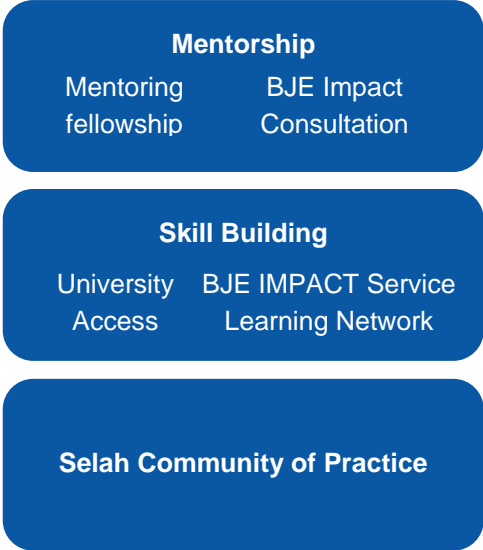 Mentorship
Mentoring fellowship
BJE Impact Consultation
Skill Building
University Access
BJE IMPACT Service Learning Network
Selah Community of Practice